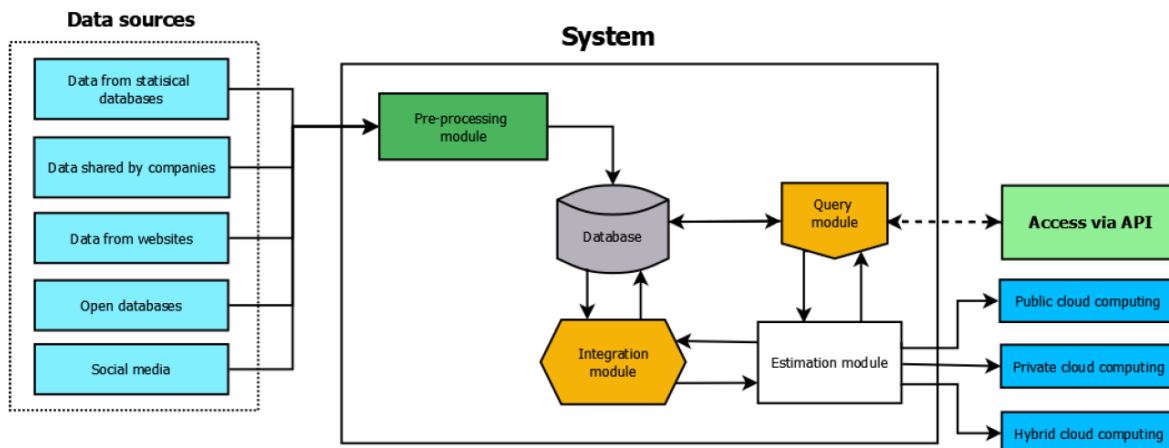 Data sources
System
Data from statisical
databases
Data shared by companies
Data from websites
Open databases
Social media
Pre-processing
module
Database
Query
module
Integration
module
Estimation module
Access via API
Public cloud computing
Private cloud computing
Hybrid cloud computing